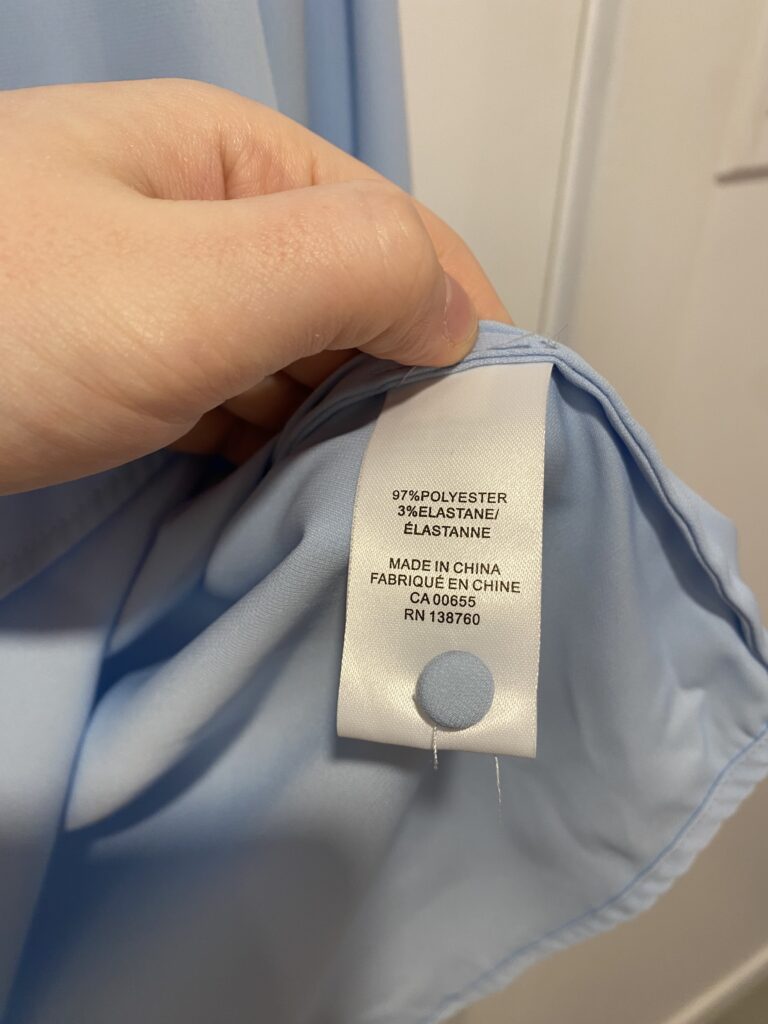 97%POLYESTER
3%ELASTANE/
ÉLASTANNE
MADE IN CHINA
FABRIQUÉ EN CHINE
CA 00655
RN 138760